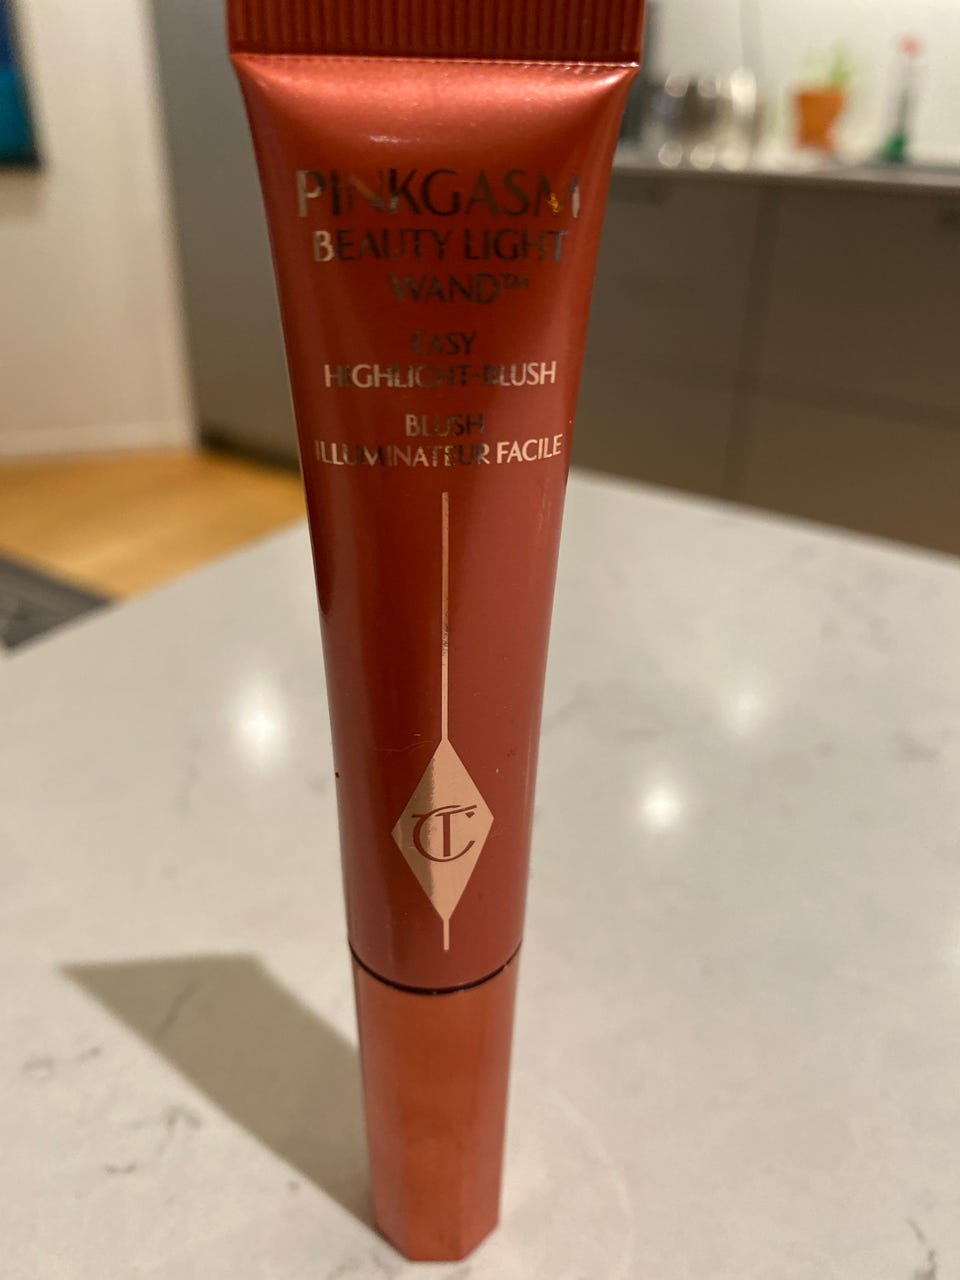 PINKGASM
BEAUTY LIGHT
WAND™
EASY
HIGHLIGHT-BLUSH
BLUSH
ILLUMINATEUR FACILE
CT